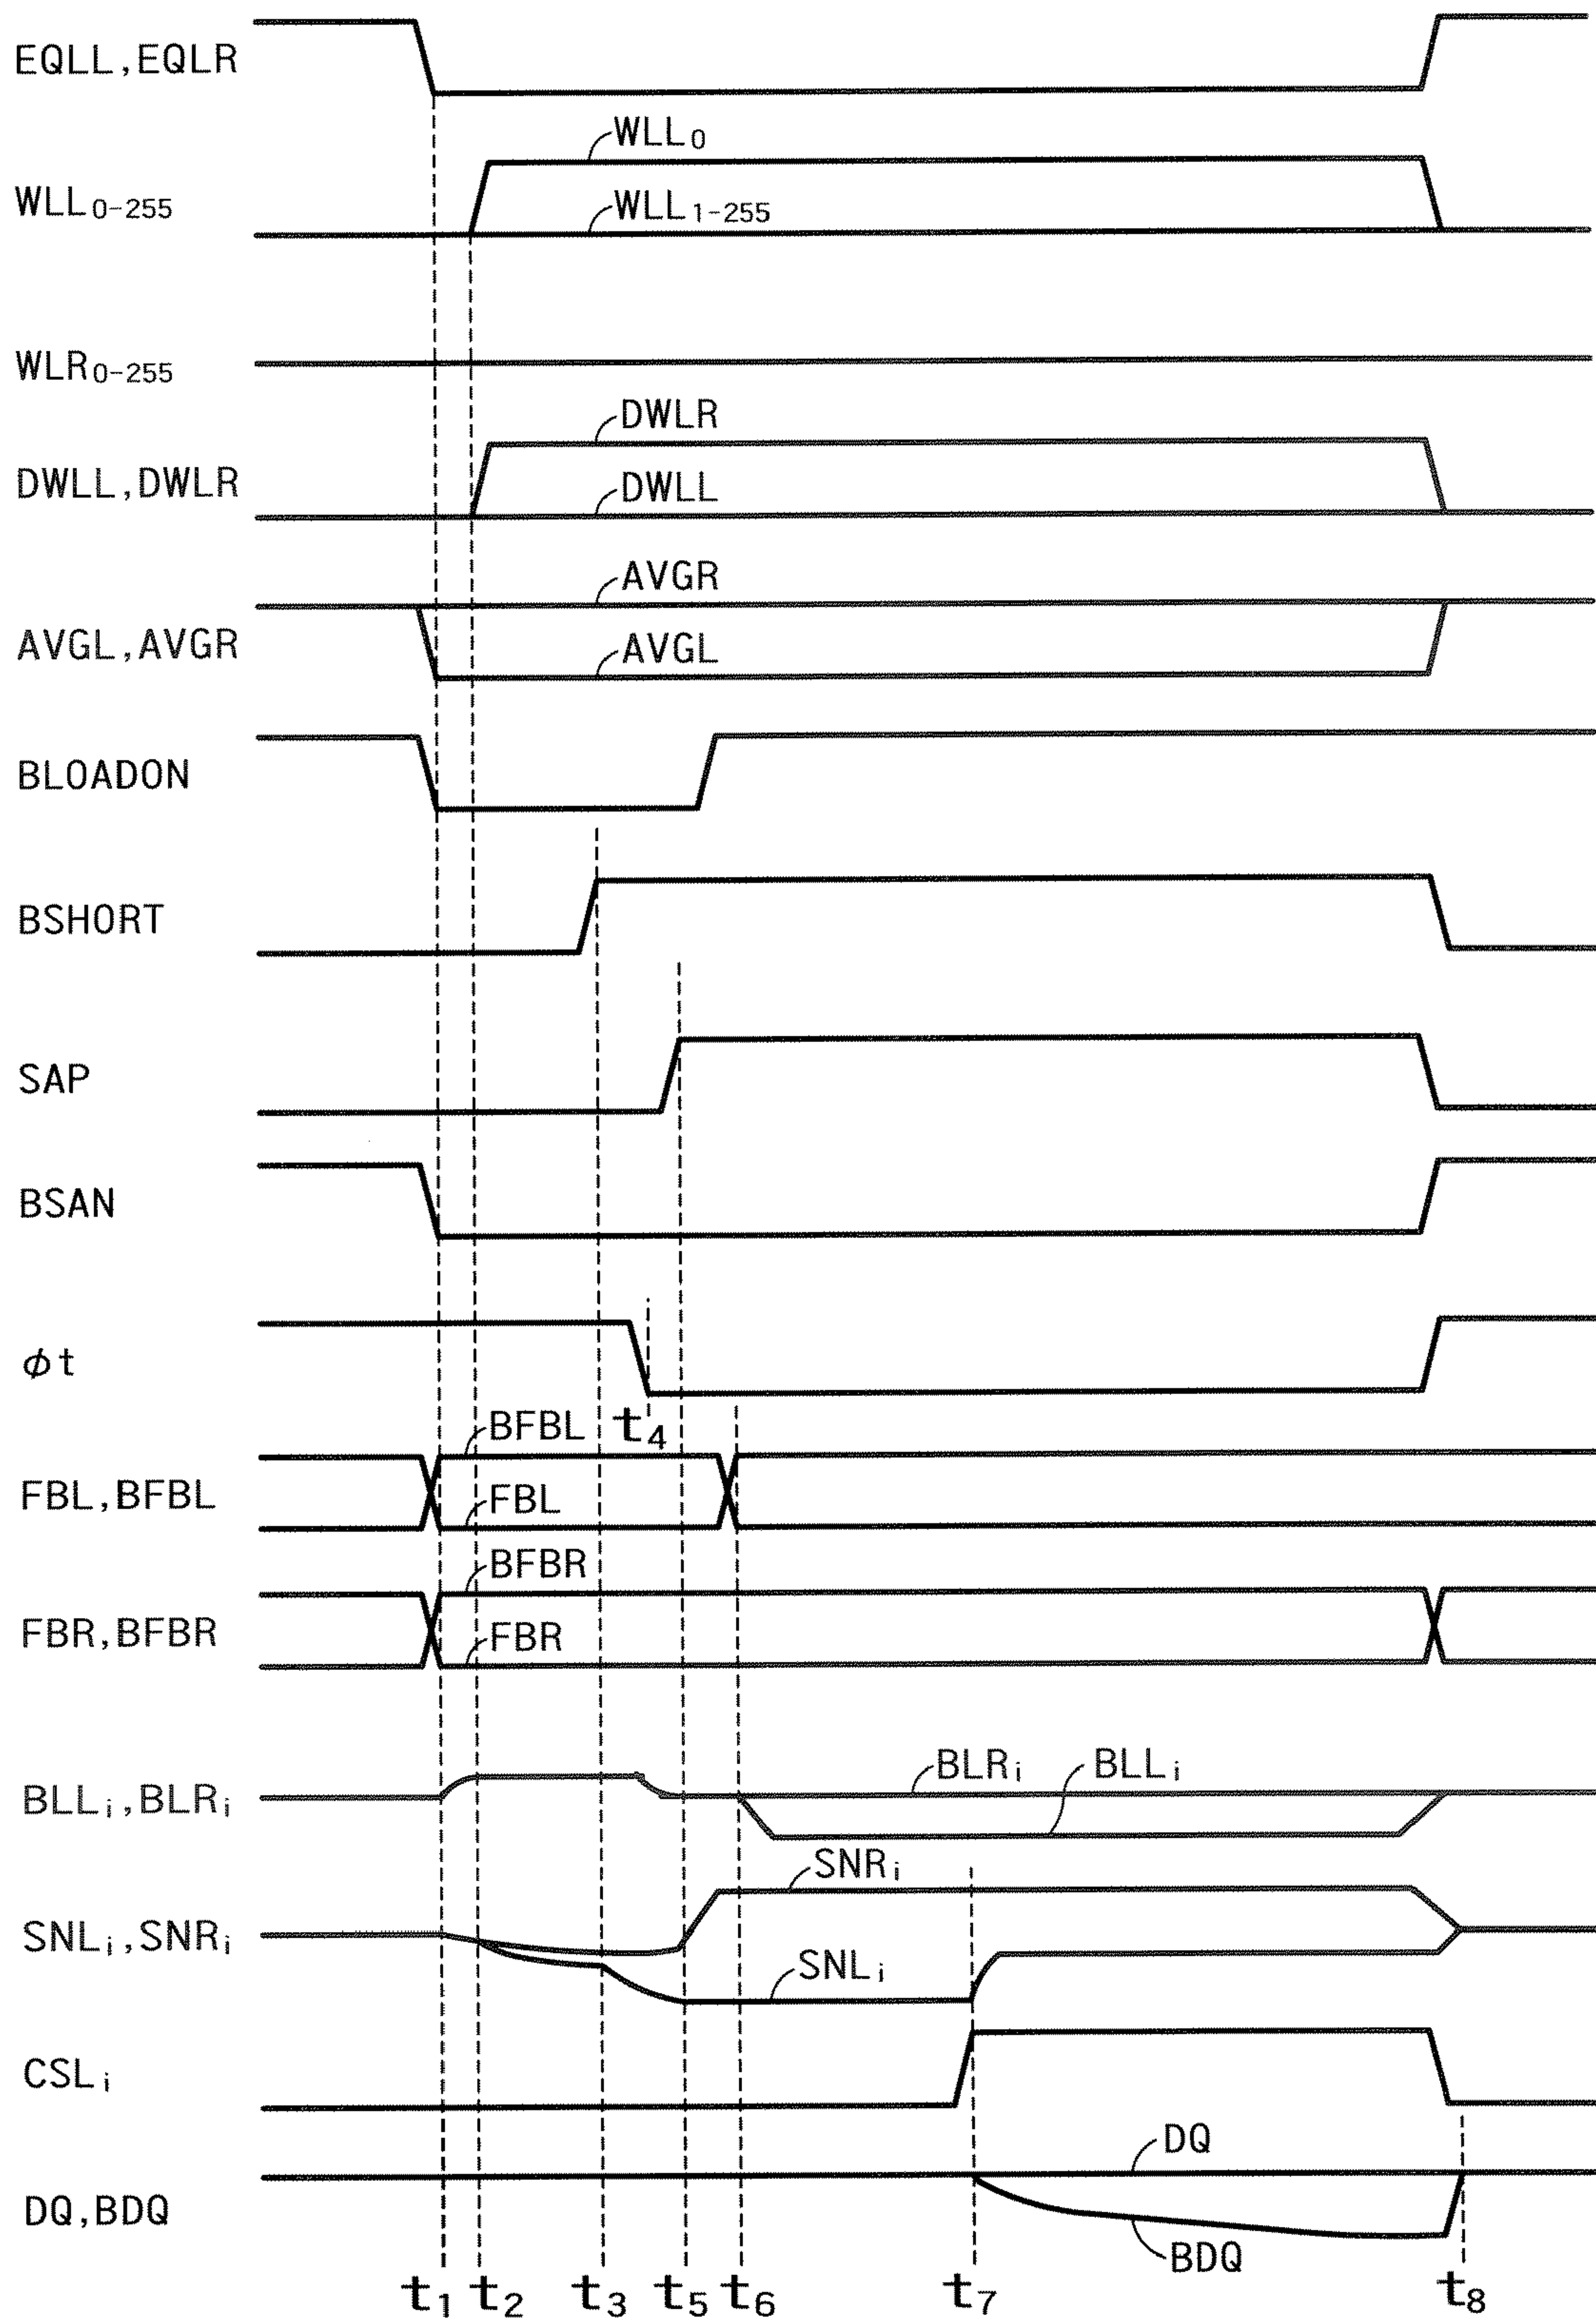 EQLL, EQLR
WLL₀
WLL₀₋₂₅₅
WLL₁₋₂₅₅
WLR₀₋₂₅₅
DWLR
DWLL, DWLR
DWLL
AVGR
AVGL, AVGR
AVGL
BLOADON
BSHORT
SAP
BSAN
φt
t₄
BFBL
FBL, BFBL
FBL
BFBR
FBR, BFBR
FBR
BLRᵢ BLLᵢ
BLLᵢ, BLRᵢ
SNRᵢ
SNLᵢ, SNRᵢ
SNLᵢ
CSLᵢ
DQ
DQ, BDQ
BDQ
t₁ t₂ t₃ t₅ t₆ t₇ t₈